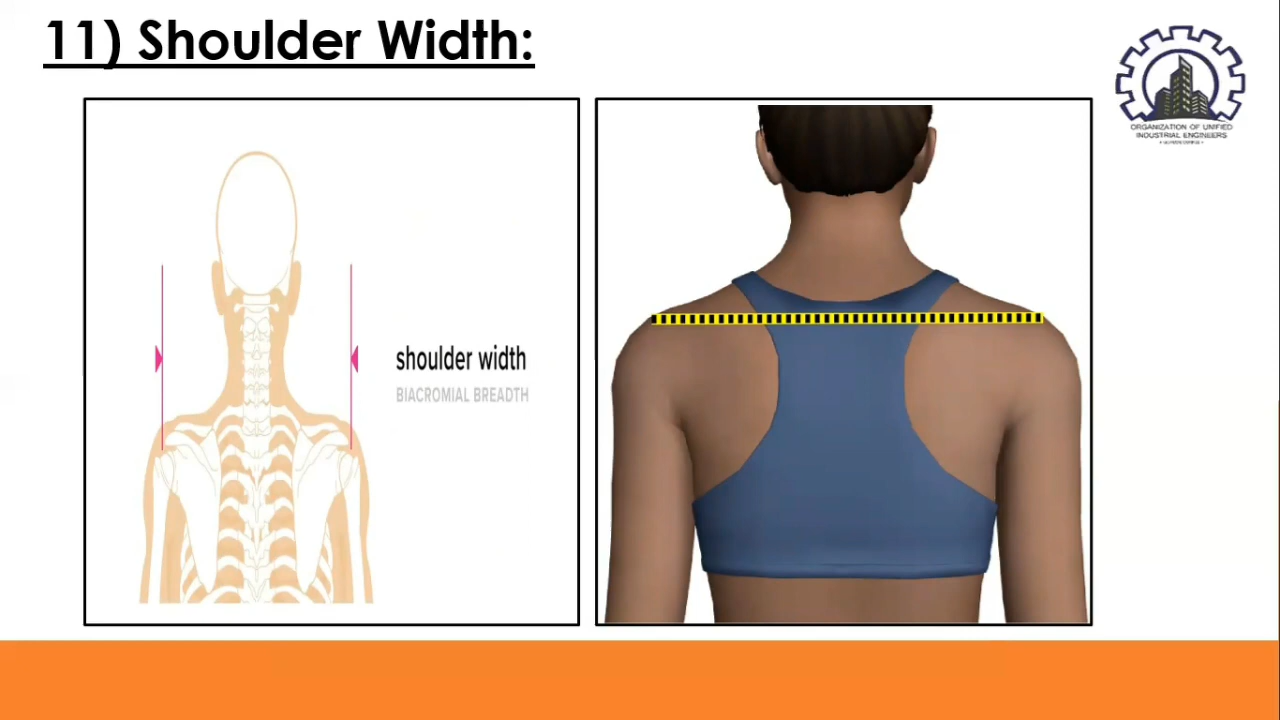 11) Shoulder Width:
shoulder width
BIACROMIAL BREADTH
ORGANIZATION OF UNIFIED
INDUSTRIAL ENGINEERS